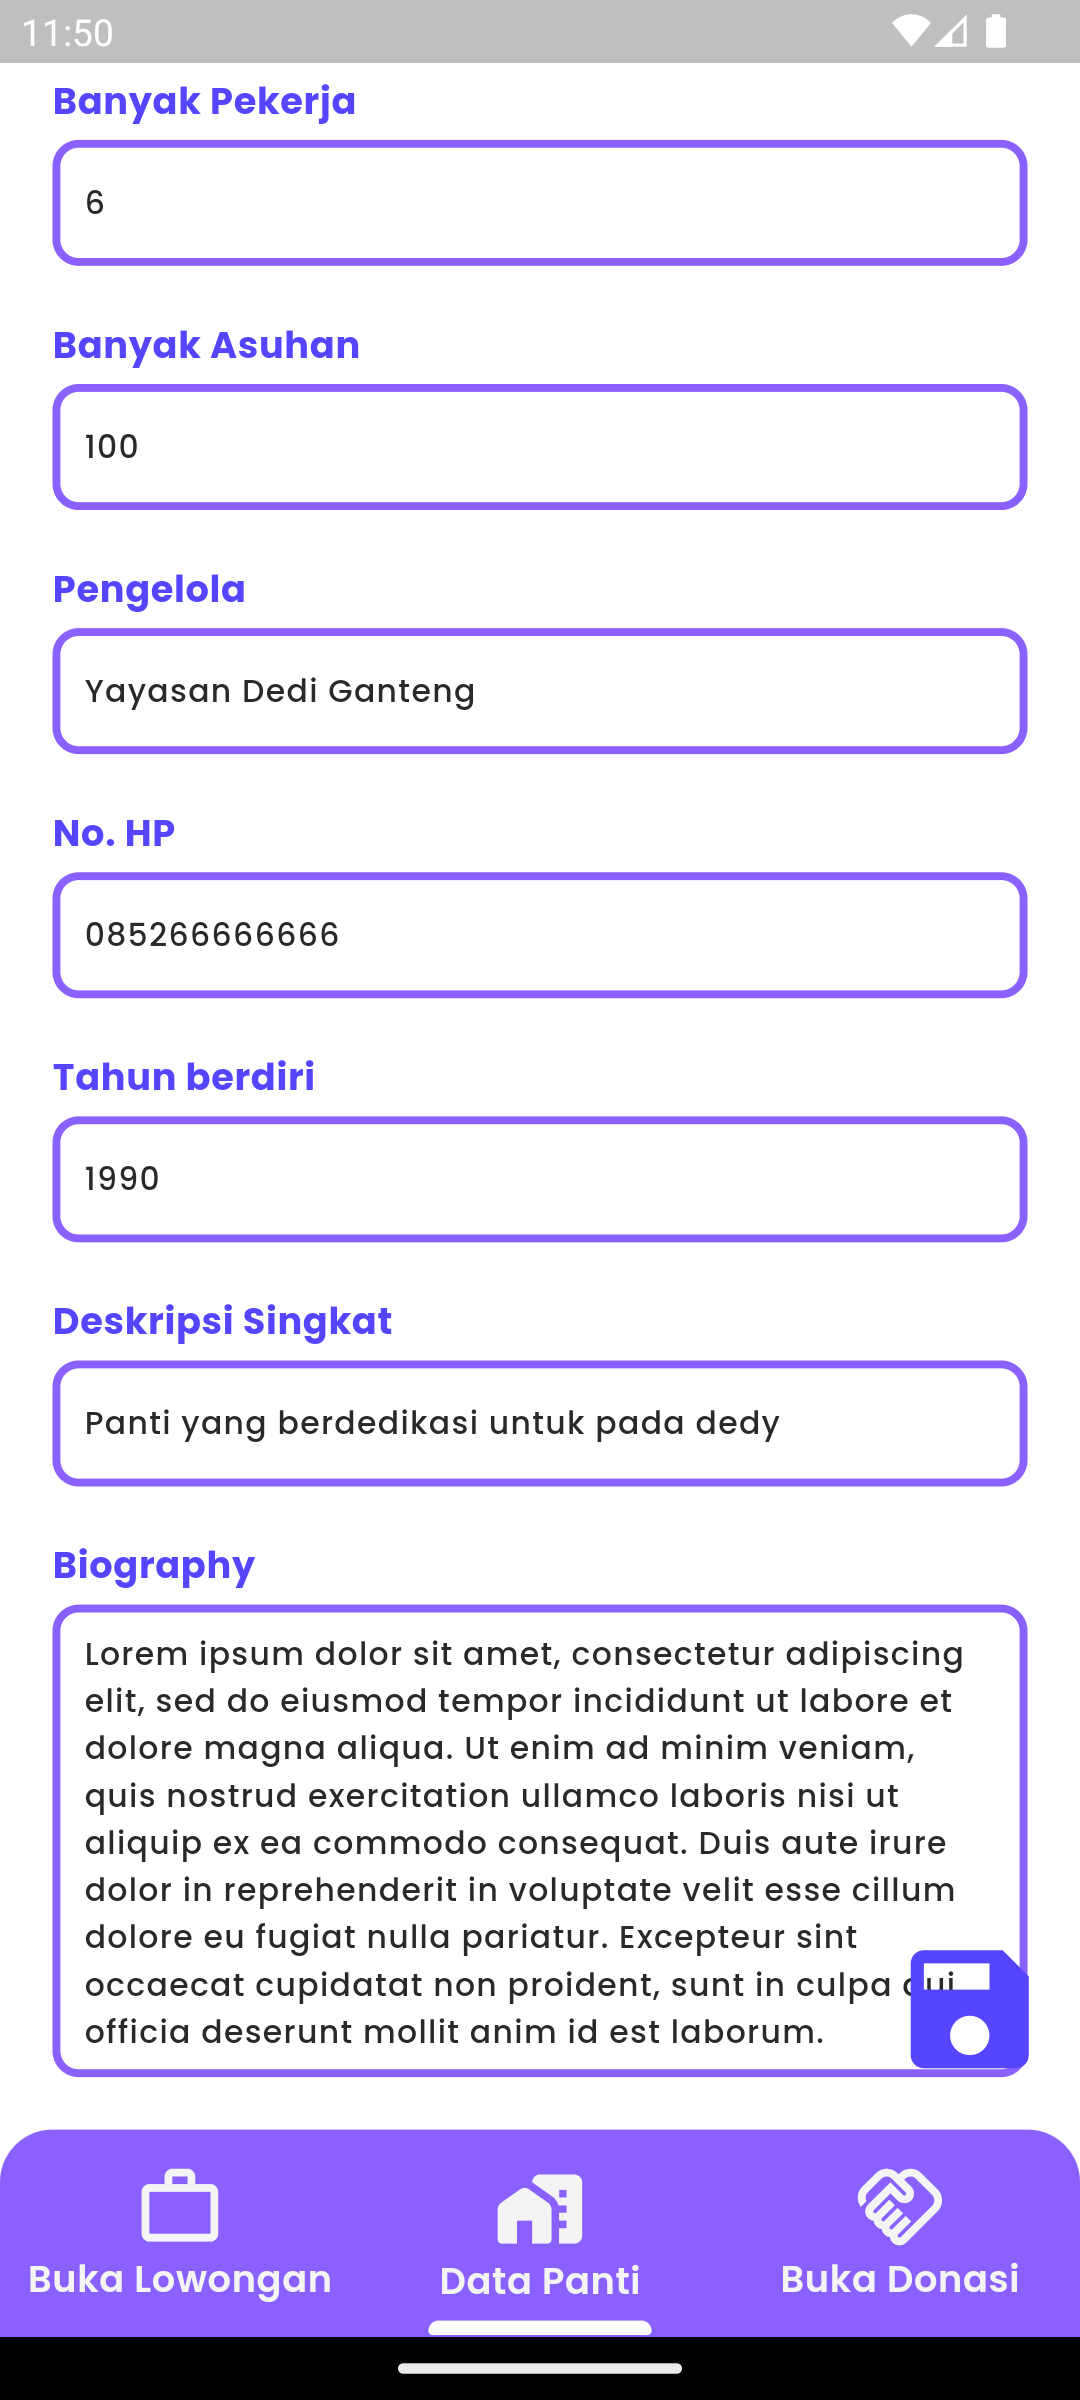 11:50
Banyak Pekerja
6
Banyak Asuhan
100
Pengelola
Yayasan Dedi Ganteng
No. HP
085266666666
Tahun berdiri
1990
Deskripsi Singkat
Panti yang berdedikasi untuk pada dedy
Biography
Lorem ipsum dolor sit amet, consectetur adipiscing
elit, sed do eiusmod tempor incididunt ut labore et
dolore magna aliqua. Ut enim ad minim veniam,
quis nostrud exercitation ullamco laboris nisi ut
aliquip ex ea commodo consequat. Duis aute irure
dolor in reprehenderit in voluptate velit esse cillum
dolore eu fugiat nulla pariatur. Excepteur sint
occaecat cupidatat non proident, sunt in culpa qui
officia deserunt mollit anim id est laborum.
Buka Lowongan
Data Panti
Buka Donasi